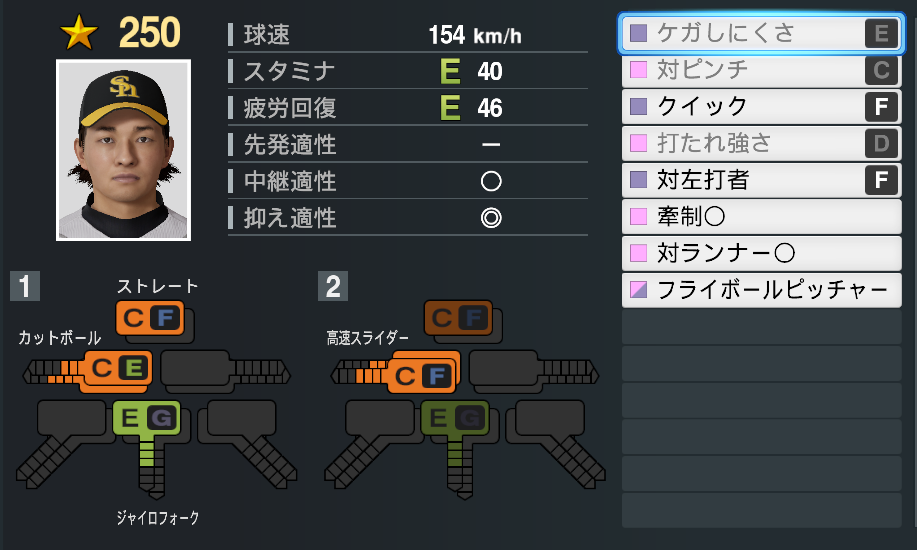 250
球速 154 km/h
スタミナ E 40
疲労回復 E 46
先発適性 ー
中継適性 ○
抑え適性 ◎
ケガしにくさ E
対ピンチ C
クイック F
打たれ強さ D
対左打者 F
牽制○
対ランナー○
フライボールピッチャー
1
ストレート
C F
カットボール
C E
E G
ジャイロフォーク
2
C F
高速スライダー
C F
E G
SH